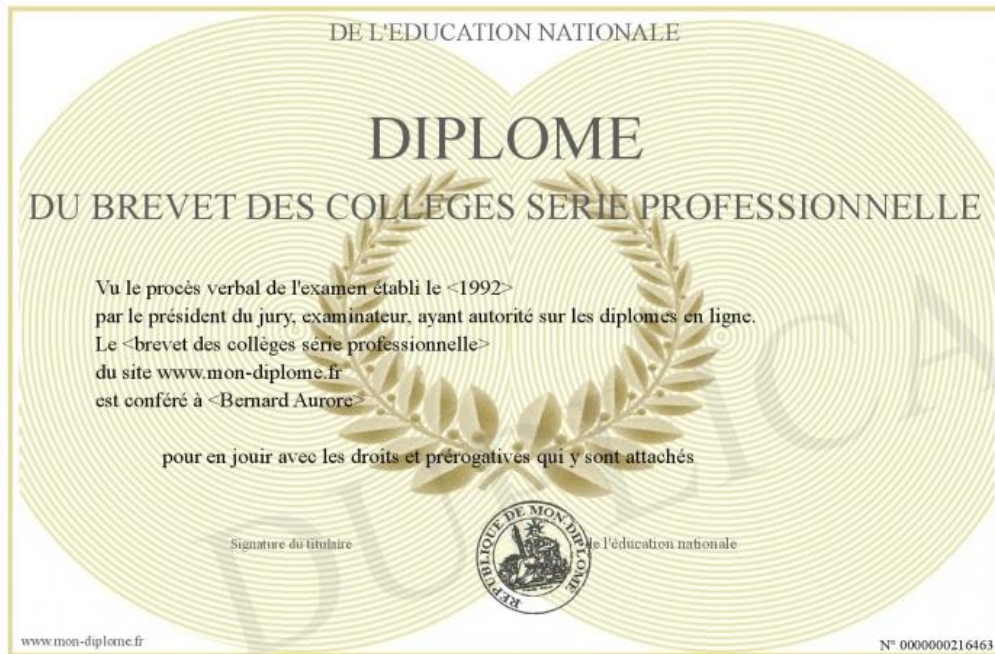 DE L'EDUCATION NATIONALE
DIPLOME
DU BREVET DES COLLEGES SERIE PROFESSIONNELLE
Vu le procès verbal de l'examen établi le <1992>
par le président du jury, examinateur, ayant autorité sur les diplomes en ligne.
Le <brevet des collèges série professionnelle>
du site www.mon-diplome.fr
est conféré à <Bernard Aurore>
pour en jouir avec les droits et prérogatives qui y sont attachés
Signature du titulaire
de l'éducation nationale
REPUBLIQUE DE MON DIPLOME
www.mon-diplome.fr
N° 0000000216463
DUPLICA